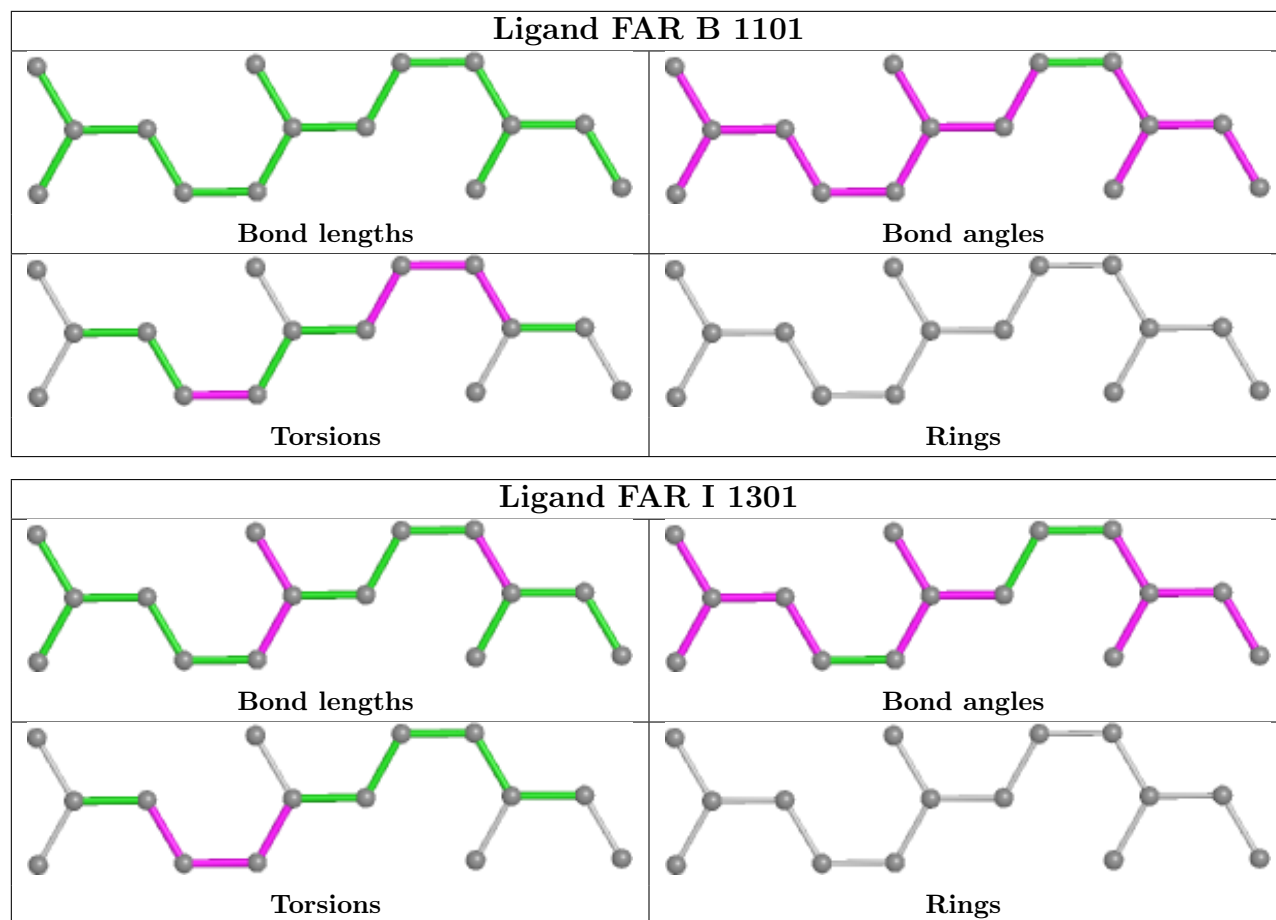 Ligand FAR B 1101
Bond lengths
Bond angles
Torsions
Rings
Ligand FAR I 1301
Bond lengths
Bond angles
Torsions
Rings